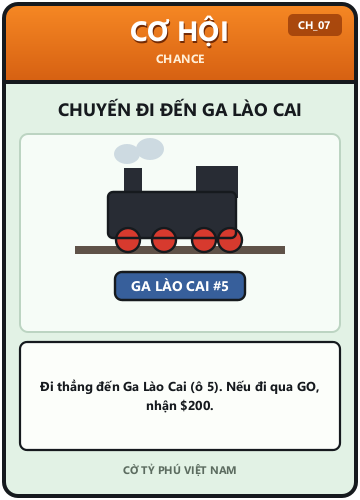 CƠ HỘI
CH_07
CHANCE
CHUYẾN ĐI ĐẾN GA LÀO CAI
GA LÀO CAI #5
Đi thẳng đến Ga Lào Cai (ô 5). Nếu đi qua GO,
nhận $200.
CỜ TỶ PHÚ VIỆT NAM